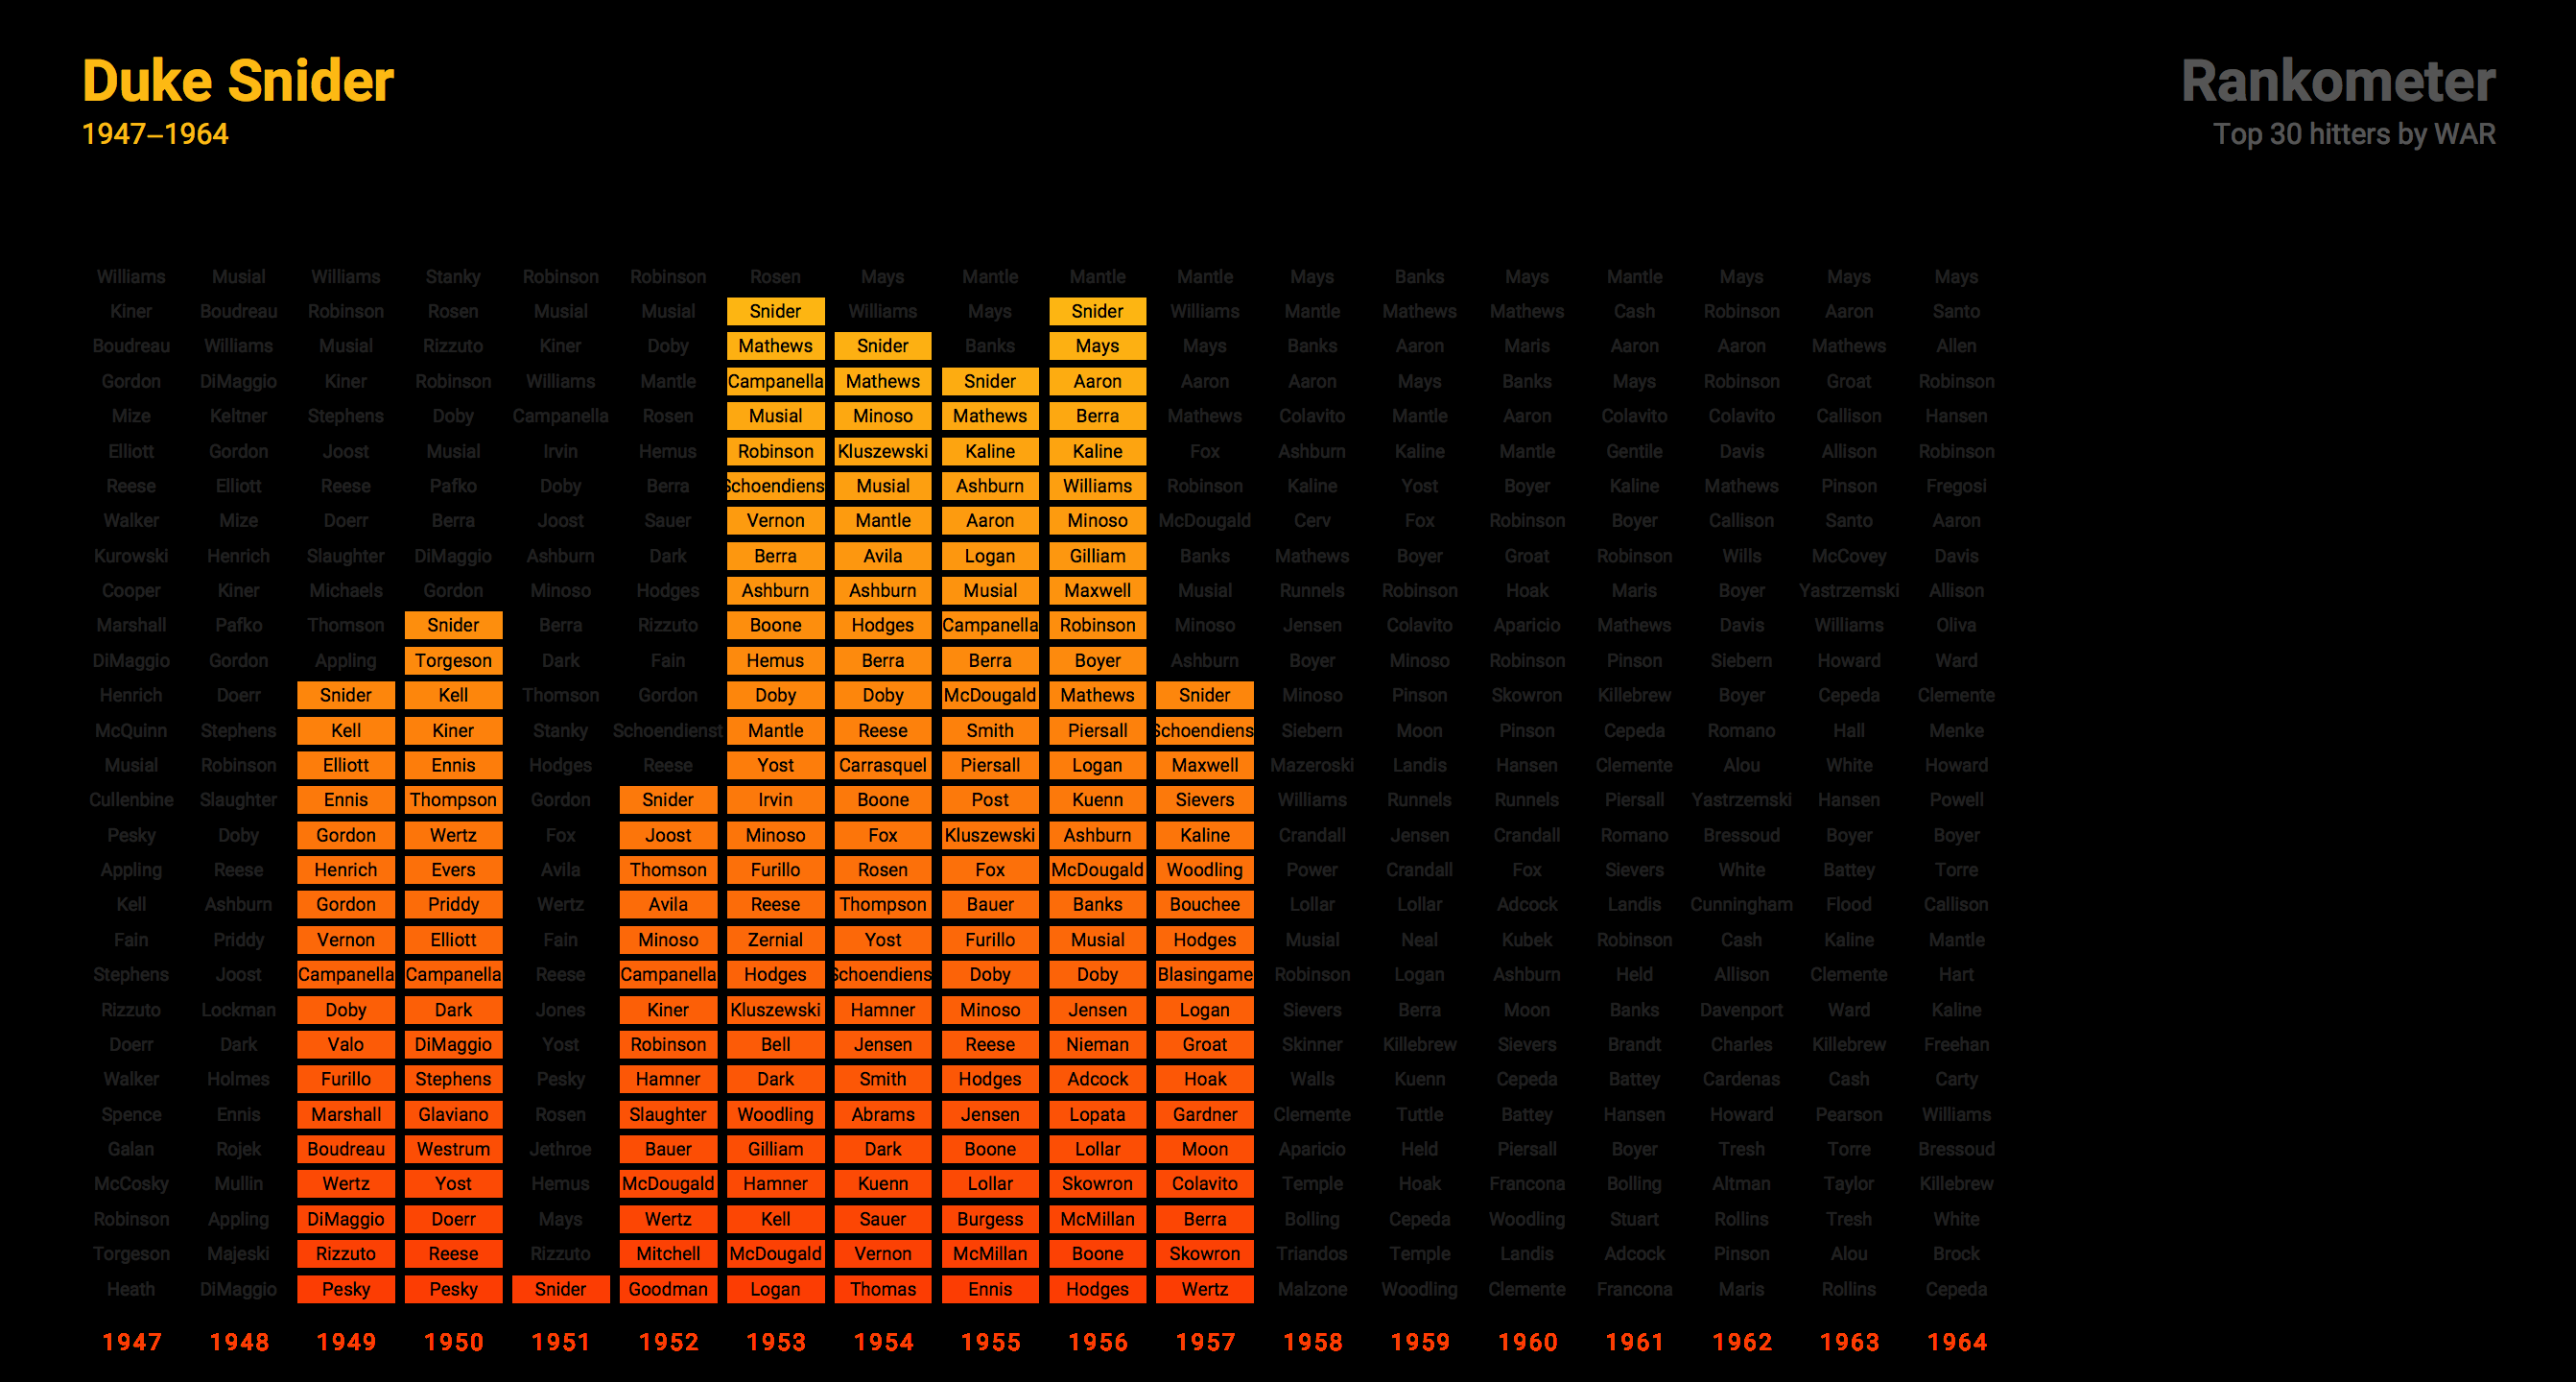 Duke Snider
1947–1964
Rankometer
Top 30 hitters by WAR
Williams Musial Williams Stanky Robinson Robinson Rosen Mays Mantle Mantle Mantle Mays Banks Mays Mantle Mays Mays Mays
Kiner Boudreau Robinson Rosen Musial Musial Snider Williams Mays Snider Williams Mantle Mathews Mathews Cash Robinson Aaron Santo
Boudreau Williams Musial Rizzuto Kiner Doby Mathews Snider Banks Mays Mays Banks Aaron Maris Aaron Aaron Mathews Allen
Gordon DiMaggio Kiner Robinson Williams Mantle Campanella Mathews Snider Aaron Aaron Aaron Mays Banks Mays Robinson Groat Robinson
Mize Keltner Stephens Doby Campanella Rosen Musial Minoso Mathews Berra Mathews Colavito Mantle Aaron Colavito Colavito Callison Hansen
Elliott Gordon Joost Musial Irvin Hemus Robinson Kluszewski Kaline Kaline Fox Ashburn Kaline Mantle Gentile Davis Allison Robinson
Reese Elliott Reese Pafko Doby Berra Schoendiens Musial Ashburn Williams Robinson Kaline Yost Boyer Kaline Mathews Pinson Fregosi
Walker Mize Doerr Berra Joost Sauer Vernon Mantle Aaron Minoso McDougald Cerv Fox Robinson Boyer Callison Santo Aaron
Kurowski Henrich Slaughter DiMaggio Ashburn Dark Berra Avila Logan Gilliam Banks Mathews Boyer Groat Robinson Wills McCovey Davis
Cooper Kiner Michaels Gordon Minoso Hodges Ashburn Ashburn Musial Maxwell Musial Runnels Robinson Hoak Maris Boyer Yastrzemski Allison
Marshall Pafko Thomson Snider Berra Rizzuto Boone Hodges Campanella Robinson Minoso Jensen Colavito Aparicio Mathews Davis Williams Oliva
DiMaggio Gordon Appling Torgeson Dark Fain Hemus Berra Berra Boyer Ashburn Boyer Minoso Robinson Pinson Siebern Howard Ward
Henrich Doerr Snider Kell Thomson Gordon Doby Doby McDougald Mathews Snider Minoso Pinson Skowron Killebrew Boyer Cepeda Clemente
McQuinn Stephens Kell Kiner Stanky Schoendienst Mantle Reese Smith Piersall Schoendiens Siebern Moon Pinson Cepeda Romano Hall Menke
Musial Robinson Elliott Ennis Hodges Reese Yost Carrasquel Piersall Logan Maxwell Mazeroski Landis Hansen Clemente Alou White Howard
Cullenbine Slaughter Ennis Thompson Gordon Snider Irvin Boone Post Kuenn Sievers Williams Runnels Runnels Piersall Yastrzemski Hansen Powell
Pesky Doby Gordon Wertz Fox Joost Minoso Fox Kluszewski Ashburn Kaline Crandall Jensen Crandall Romano Bressoud Boyer Boyer
Appling Reese Henrich Evers Avila Thomson Furillo Rosen Fox McDougald Woodling Power Crandall Fox Sievers White Battey Torre
Kell Ashburn Gordon Priddy Wertz Avila Reese Thompson Bauer Banks Bouchee Lollar Lollar Adcock Landis Cunningham Flood Callison
Fain Priddy Vernon Elliott Fain Minoso Zernial Yost Furillo Musial Hodges Musial Neal Kubek Robinson Cash Kaline Mantle
Stephens Joost Campanella Campanella Reese Campanella Hodges Schoendiens Doby Doby Blasingame Robinson Logan Ashburn Held Allison Clemente Hart
Rizzuto Lockman Doby Dark Jones Kiner Kluszewski Hamner Minoso Jensen Logan Sievers Berra Moon Banks Davenport Ward Kaline
Doerr Dark Valo DiMaggio Yost Robinson Bell Jensen Reese Nieman Groat Skinner Killebrew Sievers Brandt Charles Killebrew Freehan
Walker Holmes Furillo Stephens Pesky Hamner Dark Smith Hodges Adcock Hoak Walls Kuenn Cepeda Battey Cardenas Cash Carty
Spence Ennis Marshall Glaviano Rosen Slaughter Woodling Abrams Jensen Lopata Gardner Clemente Tuttle Battey Hansen Howard Pearson Williams
Galan Rojek Boudreau Westrum Jethroe Bauer Gilliam Dark Boone Lollar Moon Aparicio Held Piersall Boyer Tresh Torre Bressoud
McCosky Mullin Wertz Yost Hemus McDougald Hamner Kuenn Lollar Skowron Colavito Temple Hoak Francona Bolling Altman Taylor Killebrew
Robinson Appling DiMaggio Doerr Mays Wertz Kell Sauer Burgess McMillan Berra Bolling Cepeda Woodling Stuart Rollins Tresh White
Torgeson Majeski Rizzuto Reese Rizzuto Mitchell McDougald Vernon McMillan Boone Skowron Triandos Temple Landis Adcock Pinson Alou Brock
Heath DiMaggio Pesky Pesky Snider Goodman Logan Thomas Ennis Hodges Wertz Malzone Woodling Clemente Francona Maris Rollins Cepeda
1947 1948 1949 1950 1951 1952 1953 1954 1955 1956 1957 1958 1959 1960 1961 1962 1963 1964